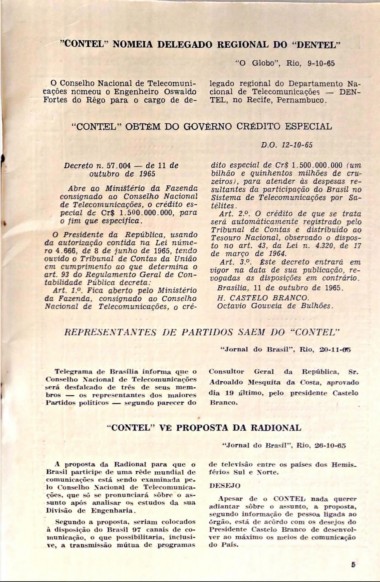 "CONTEL" NOMEIA DELEGADO REGIONAL DO "DENTEL"
"O Globo", Rio, 9-10-65
O Conselho Nacional de Telecomuni-
cações nomeou o Engenheiro Oswaldo
Fortes do Rêgo para o cargo de de-
legado regional do Departamento Na-
cional de Telecomunicações — DEN-
TEL, no Recife, Pernambuco.
"CONTEL" OBTÉM DO GOVÊRNO CRÉDITO ESPECIAL
D.O. 12-10-65
Decreto n. 57.004 — de 11 de
outubro de 1965
Abre ao Ministério da Fazenda
consignado ao Conselho Nacional
de Telecomunicações, o crédito es-
pecial de Cr$ 1.500.000.000, para
o fim que especifica.
O Presidente da República, usando
da autorização contida na Lei núme-
ro 4.666, de 8 de junho de 1965, tendo
ouvido o Tribunal de Contas da União
em cumprimento ao que determina o
art. 93 do Regulamento Geral de Con-
tabilidade Pública decreta:
Art. 1.º. Fica aberto pelo Ministério
da Fazenda, consignado ao Conselho
Nacional de Telecomunicações, o cré-
dito especial de Cr$ 1.500.000.000 (um
bilhão e quinhentos milhões de cru-
zeiros), para atender às despesas re-
sultantes da participação do Brasil no
Sistema de Telecomunicações por Sa-
télites.
Art. 2.º. O crédito de que se trata
será automàticamente registrado pelo
Tribunal de Contas e distribuído ao
Tesouro Nacional, observado o dispos-
to no art. 43, da Lei n. 4.320, de 17
de março de 1964.
Art. 3.º. Êste decreto entrará em
vigor na data de sua publicação, re-
vogadas as disposições em contrário.
Brasília, 11 de outubro de 1965.
H. CASTELO BRANCO.
Octavio Gouveia de Bulhões.
REPRESENTANTES DE PARTIDOS SAEM DO "CONTEL"
"Jornal do Brasil", Rio, 20-11-65
Telegrama de Brasília informa que o
Conselho Nacional de Telecomunicações
será desfalcado de três de seus mem-
bros — os representantes dos maiores
Partidos políticos — segundo parecer do
Consultor Geral da República, Sr.
Adroaldo Mesquita da Costa, aprovado
dia 19 último, pelo presidente Castelo
Branco.
"CONTEL" VÊ PROPOSTA DA RADIONAL
"Jornal do Brasil", Rio, 26-10-65
A proposta da Radional para que o
Brasil participe de uma rêde mundial de
comunicações está sendo examinada pe-
lo Conselho Nacional de Telecomunica-
ções, que só se pronunciará sôbre o as-
sunto após analisar os estudos da sua
Divisão de Engenharia.
Segundo a proposta, seriam colocados
à disposição do Brasil 97 canais de co-
municação, o que possibilitaria, inclusi-
ve, a transmissão mútua de programas
de televisão entre os países dos Hemis-
férios Sul e Norte.
DESEJO
Apesar de o CONTEL nada querer
adiantar sôbre o assunto, a proposta,
segundo informação de pessoa ligada ao
órgão, está de acôrdo com os desejos do
Presidente Castelo Branco de desenvol-
ver ao máximo os meios de comunicação
do País.
5